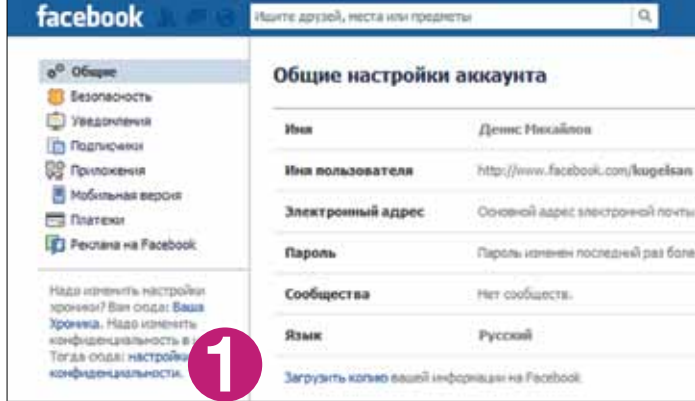 facebook
Ищите друзей, места или предметы
Общие
Безопасность
Уведомления
Подписчики
Приложения
Мобильная версия
Платежи
Реклама на Facebook
Надо изменить настройки
хроники? Вам сюда: Ваша
Хроника. Надо изменить
конфиденциальность в
Тогда сюда: настройки
конфиденциальности.
1
Общие настройки аккаунта
Имя Денис Михайлов
Имя пользователя http://www.facebook.com/kugelsan
Электронный адрес Основной адрес электронной почты
Пароль Пароль изменен последний раз боле
Сообщества Нет сообществ.
Язык Русский
Загрузить копию вашей информации на Facebook